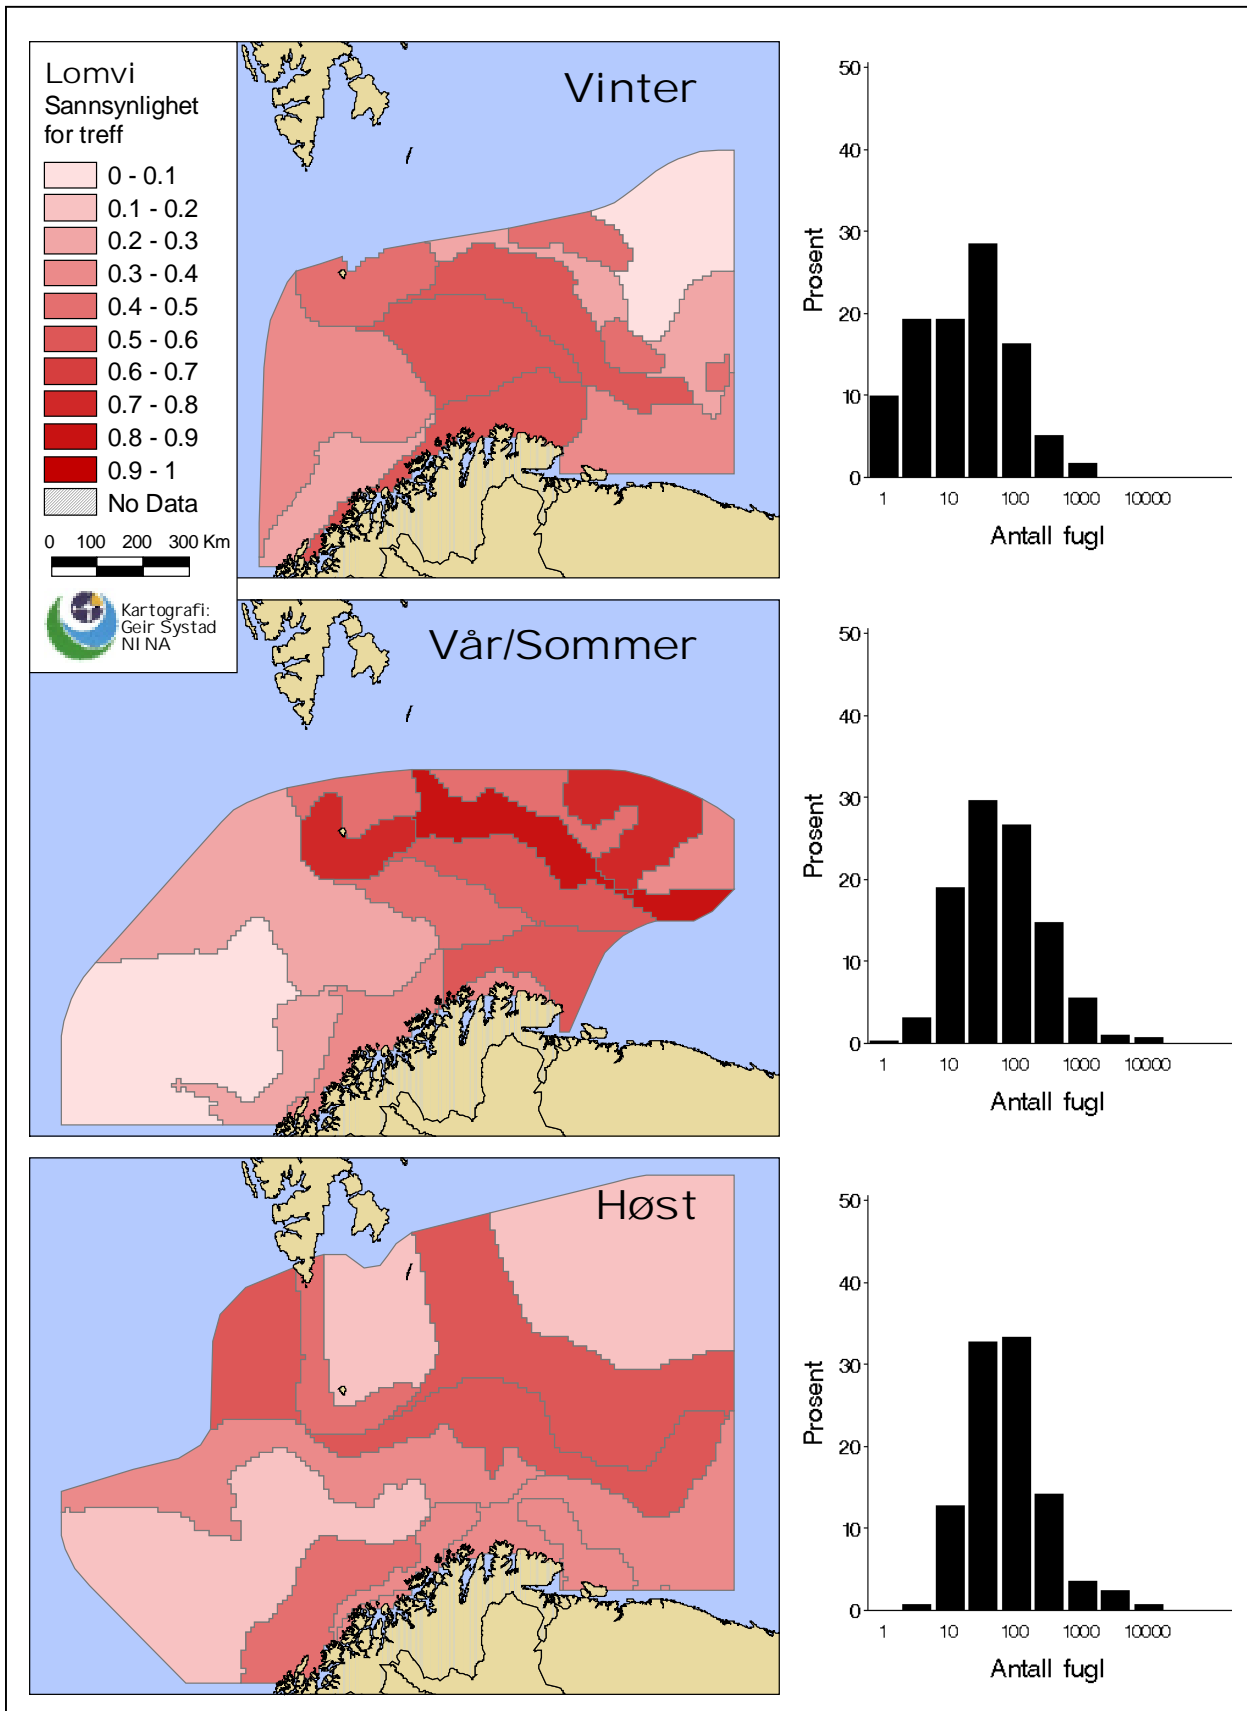 Lomvi
Sannsynlighet
for treff
0 - 0.1
0.1 - 0.2
0.2 - 0.3
0.3 - 0.4
0.4 - 0.5
0.5 - 0.6
0.6 - 0.7
0.7 - 0.8
0.8 - 0.9
0.9 - 1
No Data
0 100 200 300 Km
Kartografi:
Geir Systad
NINA
Vinter
50
40
30
20
10
0
Prosent
1 10 100 1000 10000
Antall fugl
Vår/Sommer
50
40
30
20
10
0
Prosent
1 10 100 1000 10000
Antall fugl
Høst
50
40
30
20
10
0
Prosent
1 10 100 1000 10000
Antall fugl